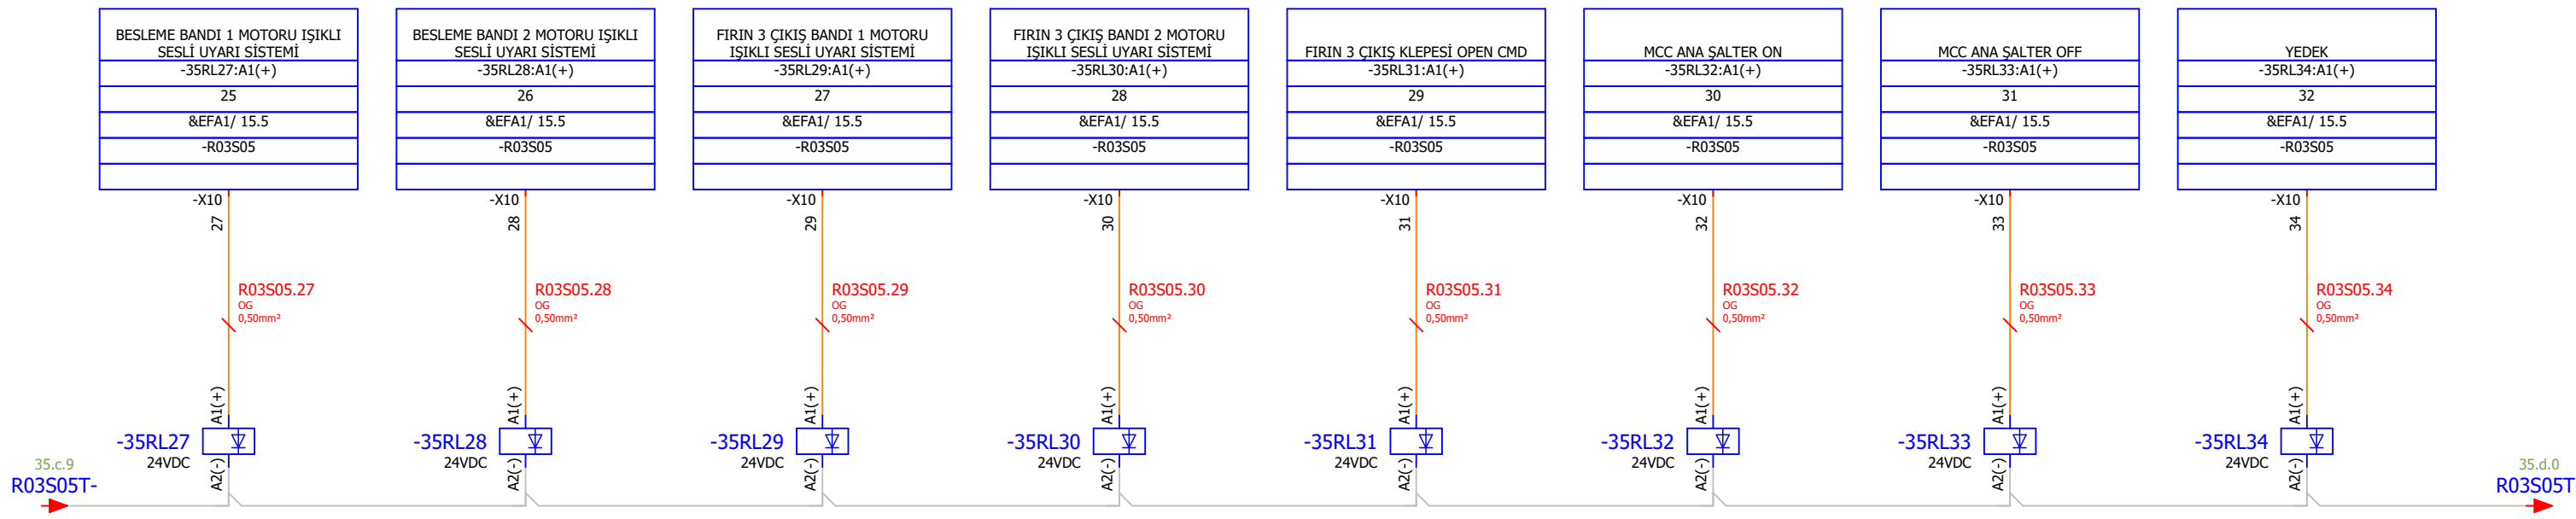 BESLEME BANDI 1 MOTORU IŞIKLI
SESLİ UYARI SİSTEMİ
-35RL27:A1(+)
25
&EFA1/ 15.5
-R03S05
-X10
27
R03S05.27
OG
0,50mm²
A1(+)
-35RL27
24VDC
A2(-)
BESLEME BANDI 2 MOTORU IŞIKLI
SESLİ UYARI SİSTEMİ
-35RL28:A1(+)
26
&EFA1/ 15.5
-R03S05
-X10
28
R03S05.28
OG
0,50mm²
A1(+)
-35RL28
24VDC
A2(-)
FIRIN 3 ÇIKIŞ BANDI 1 MOTORU
IŞIKLI SESLİ UYARI SİSTEMİ
-35RL29:A1(+)
27
&EFA1/ 15.5
-R03S05
-X10
29
R03S05.29
OG
0,50mm²
A1(+)
-35RL29
24VDC
A2(-)
FIRIN 3 ÇIKIŞ BANDI 2 MOTORU
IŞIKLI SESLİ UYARI SİSTEMİ
-35RL30:A1(+)
28
&EFA1/ 15.5
-R03S05
-X10
30
R03S05.30
OG
0,50mm²
A1(+)
-35RL30
24VDC
A2(-)
FIRIN 3 ÇIKIŞ KLEPESİ OPEN CMD
-35RL31:A1(+)
29
&EFA1/ 15.5
-R03S05
-X10
31
R03S05.31
OG
0,50mm²
A1(+)
-35RL31
24VDC
A2(-)
MCC ANA ŞALTER ON
-35RL32:A1(+)
30
&EFA1/ 15.5
-R03S05
-X10
32
R03S05.32
OG
0,50mm²
A1(+)
-35RL32
24VDC
A2(-)
MCC ANA ŞALTER OFF
-35RL33:A1(+)
31
&EFA1/ 15.5
-R03S05
-X10
33
R03S05.33
OG
0,50mm²
A1(+)
-35RL33
24VDC
A2(-)
YEDEK
-35RL34:A1(+)
32
&EFA1/ 15.5
-R03S05
-X10
34
R03S05.34
OG
0,50mm²
A1(+)
-35RL34
24VDC
A2(-)
35.c.9
R03S05T-
35.d.0
R03S05T